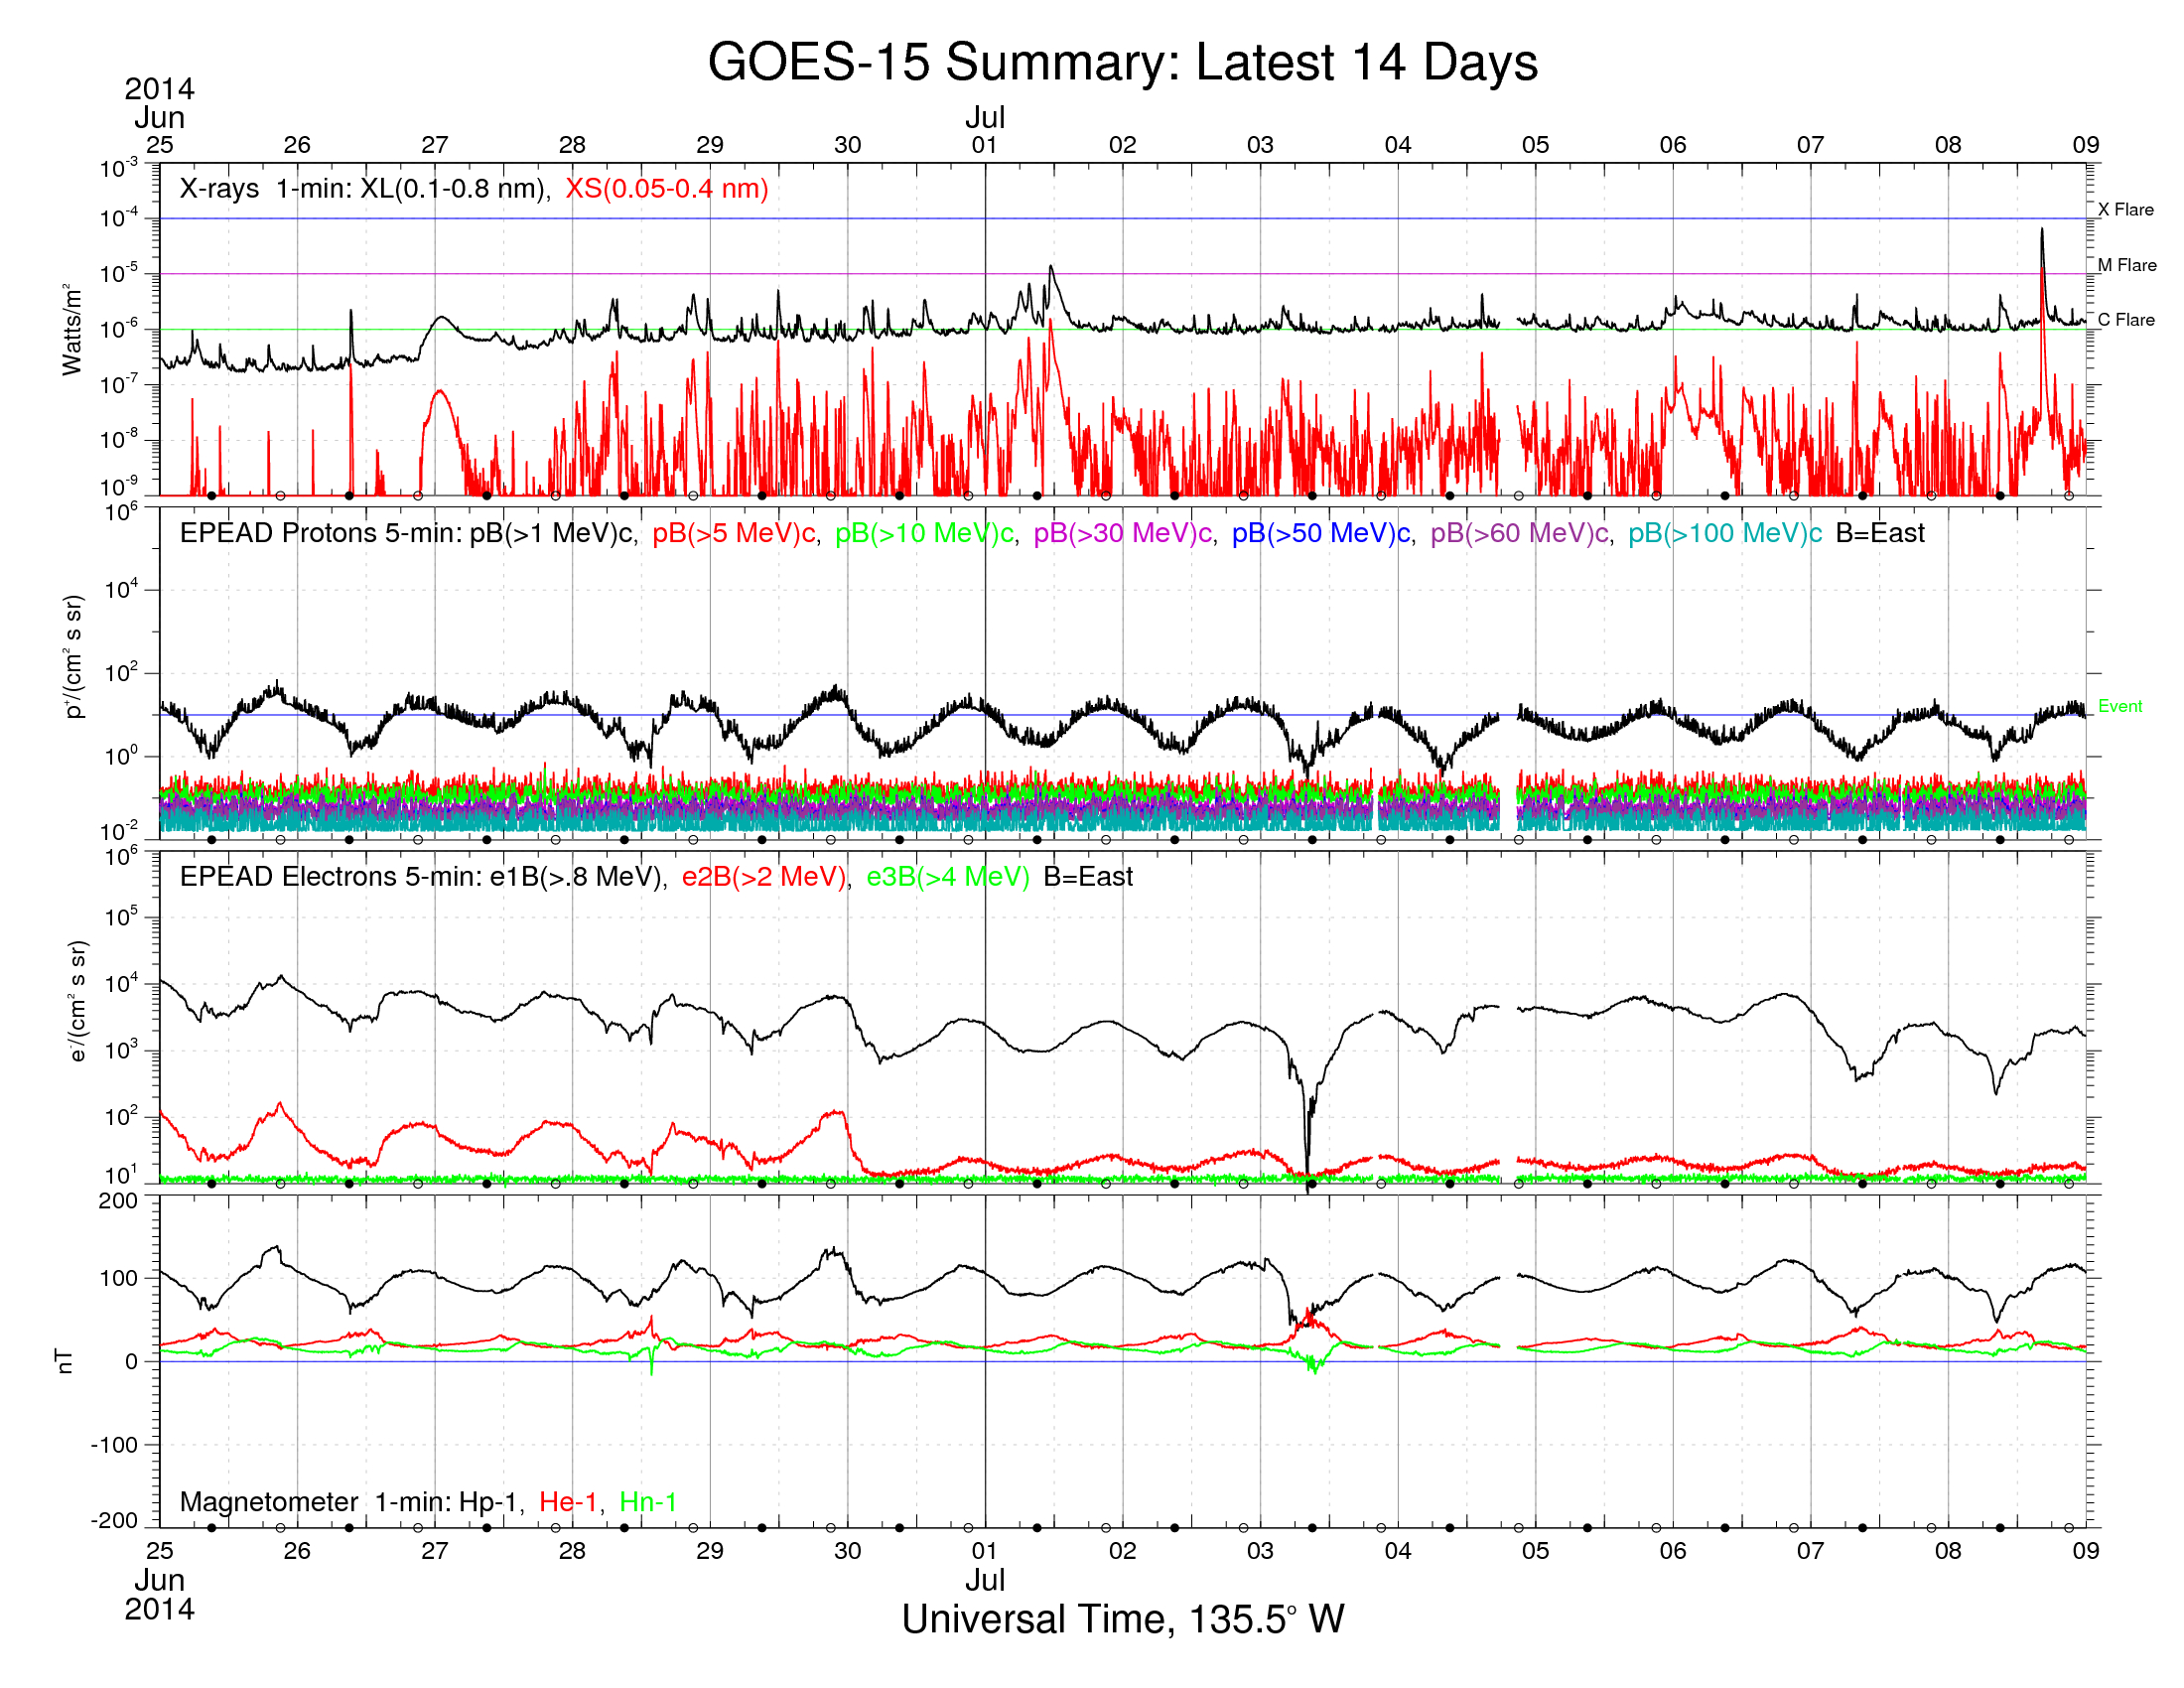 GOES-15 Summary: Latest 14 Days
2014
Jun Jul
25 26 27 28 29 30 01 02 03 04 05 06 07 08 09
X-rays 1-min: XL(0.1-0.8 nm), XS(0.05-0.4 nm)
Watts/m²
10⁻³
10⁻⁴
10⁻⁵
10⁻⁶
10⁻⁷
10⁻⁸
10⁻⁹
X Flare
M Flare
C Flare
EPEAD Protons 5-min: pB(>1 MeV)c, pB(>5 MeV)c, pB(>10 MeV)c, pB(>30 MeV)c, pB(>50 MeV)c, pB(>60 MeV)c, pB(>100 MeV)c B=East
p⁺/(cm² s sr)
10⁶
10⁴
10²
10⁰
10⁻²
Event
EPEAD Electrons 5-min: e1B(>.8 MeV), e2B(>2 MeV), e3B(>4 MeV) B=East
e⁻/(cm² s sr)
10⁶
10⁵
10⁴
10³
10²
10¹
nT
200
100
0
-100
-200
Magnetometer 1-min: Hp-1, He-1, Hn-1
25 26 27 28 29 30 01 02 03 04 05 06 07 08 09
Jun Jul
2014
Universal Time, 135.5° W